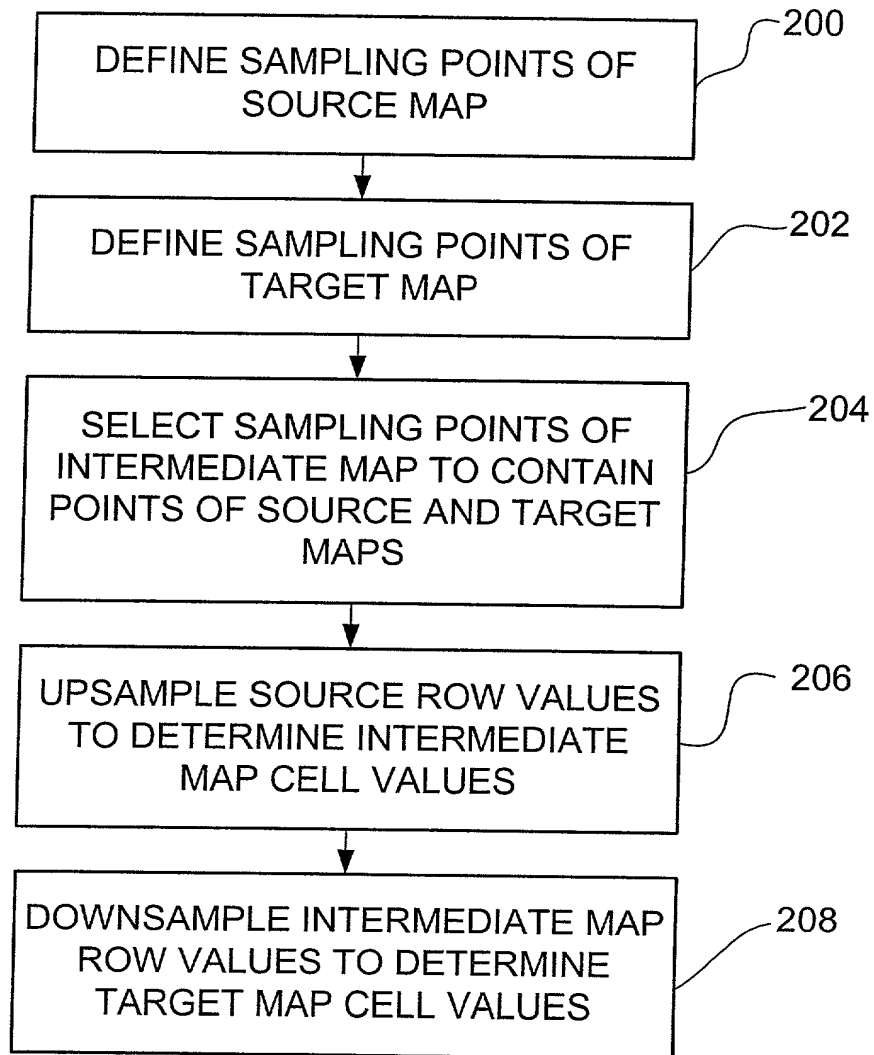 200
DEFINE SAMPLING POINTS OF
SOURCE MAP
202
DEFINE SAMPLING POINTS OF
TARGET MAP
204
SELECT SAMPLING POINTS OF
INTERMEDIATE MAP TO CONTAIN
POINTS OF SOURCE AND TARGET
MAPS
206
UPSAMPLE SOURCE ROW VALUES
TO DETERMINE INTERMEDIATE
MAP CELL VALUES
208
DOWNSAMPLE INTERMEDIATE MAP
ROW VALUES TO DETERMINE
TARGET MAP CELL VALUES